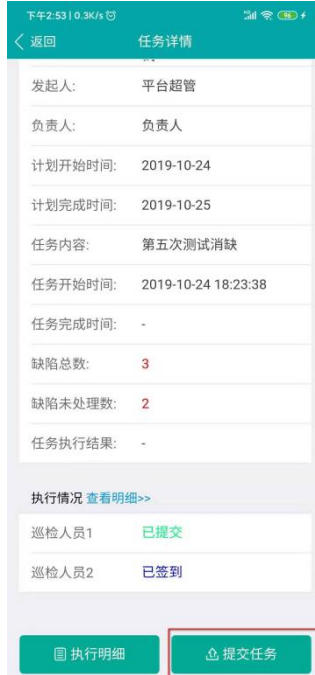 下午2:53 | 0.3K/s
96
返回 任务详情
发起人: 平台超管
负责人: 负责人
计划开始时间: 2019-10-24
计划完成时间: 2019-10-25
任务内容: 第五次测试消缺
任务开始时间: 2019-10-24 18:23:38
任务完成时间: -
缺陷总数: 3
缺陷未处理数: 2
任务执行结果: -
执行情况 查看明细>>
巡检人员1 已提交
巡检人员2 已签到
执行明细 提交任务